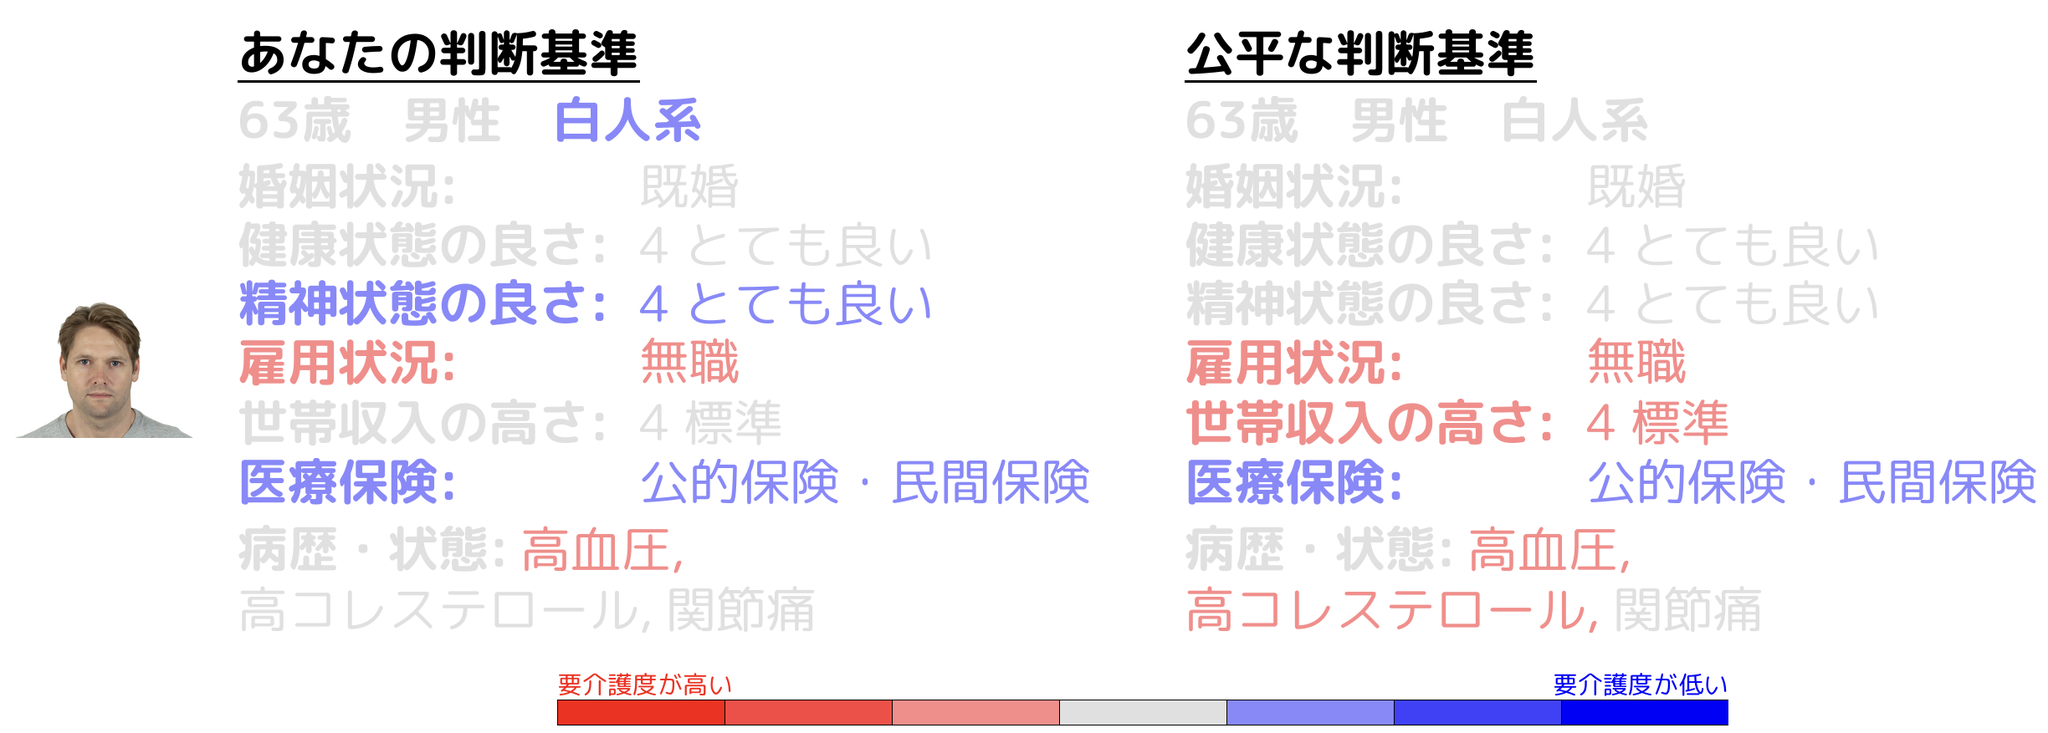 あなたの判断基準
63歳　男性　白人系
婚姻状況: 既婚
健康状態の良さ: 4 とても良い
精神状態の良さ: 4 とても良い
雇用状況: 無職
世帯収入の高さ: 4 標準
医療保険: 公的保険・民間保険
病歴・状態: 高血圧,
高コレステロール, 関節痛
公平な判断基準
63歳　男性　白人系
婚姻状況: 既婚
健康状態の良さ: 4 とても良い
精神状態の良さ: 4 とても良い
雇用状況: 無職
世帯収入の高さ: 4 標準
医療保険: 公的保険・民間保険
病歴・状態: 高血圧,
高コレステロール, 関節痛
要介護度が高い
要介護度が低い